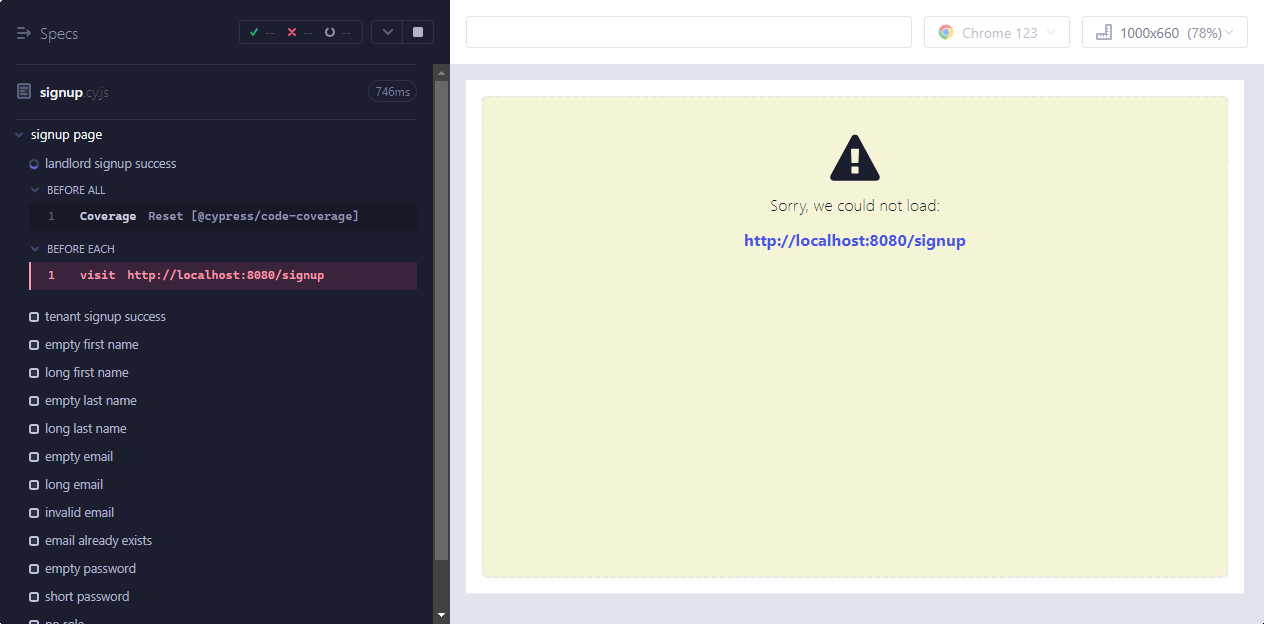 Specs
-- -- --
signup.cy.js
746ms
signup page
landlord signup success
BEFORE ALL
1 Coverage Reset [@cypress/code-coverage]
BEFORE EACH
1 visit http://localhost:8080/signup
tenant signup success
empty first name
long first name
empty last name
long last name
empty email
long email
invalid email
email already exists
empty password
short password
no role
Chrome 123
1000x660 (78%)
Sorry, we could not load:
http://localhost:8080/signup